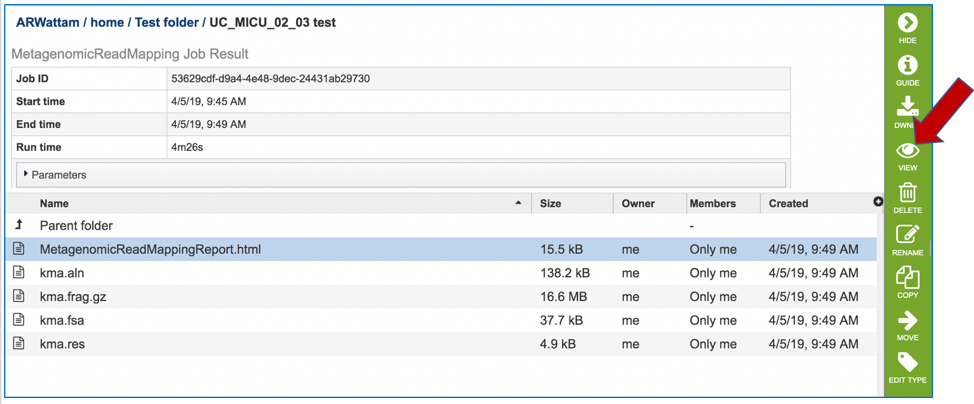 ARWattam / home / Test folder / UC_MICU_02_03 test
MetagenomicReadMapping Job Result
Job ID 53629cdf-d9a4-4e48-9dec-24431ab29730
Start time 4/5/19, 9:45 AM
End time 4/5/19, 9:49 AM
Run time 4m26s
Parameters
Name Size Owner Members Created
Parent folder -
MetagenomicReadMappingReport.html 15.5 kB me Only me 4/5/19, 9:49 AM
kma.aln 138.2 kB me Only me 4/5/19, 9:49 AM
kma.frag.gz 16.6 MB me Only me 4/5/19, 9:49 AM
kma.fsa 37.7 kB me Only me 4/5/19, 9:49 AM
kma.res 4.9 kB me Only me 4/5/19, 9:49 AM
HIDE
GUIDE
VIEW
DELETE
RENAME
COPY
MOVE
EDIT TYPE